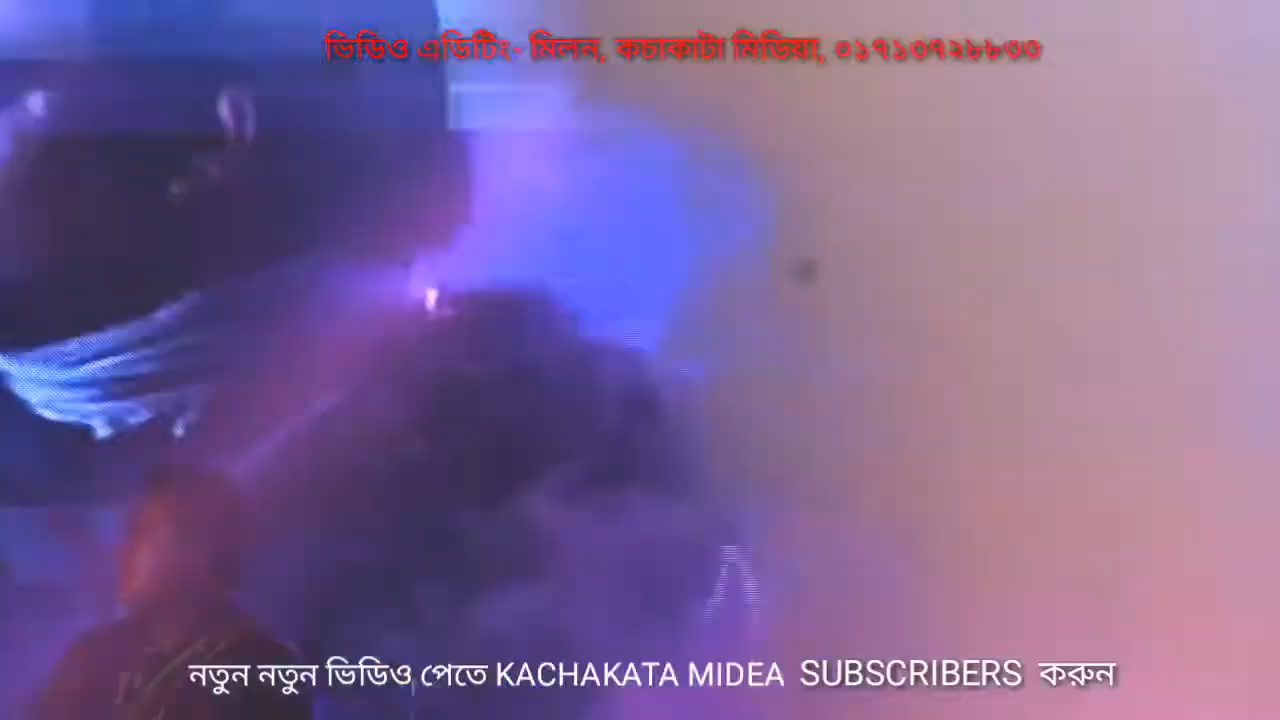 ভিডিও এডিটিং- মিলন, কচাকাটা মিডিয়া, ০১৭১৩৭২৮৮৩৩
নতুন নতুন ভিডিও পেতে KACHAKATA MIDEA SUBSCRIBERS করুন